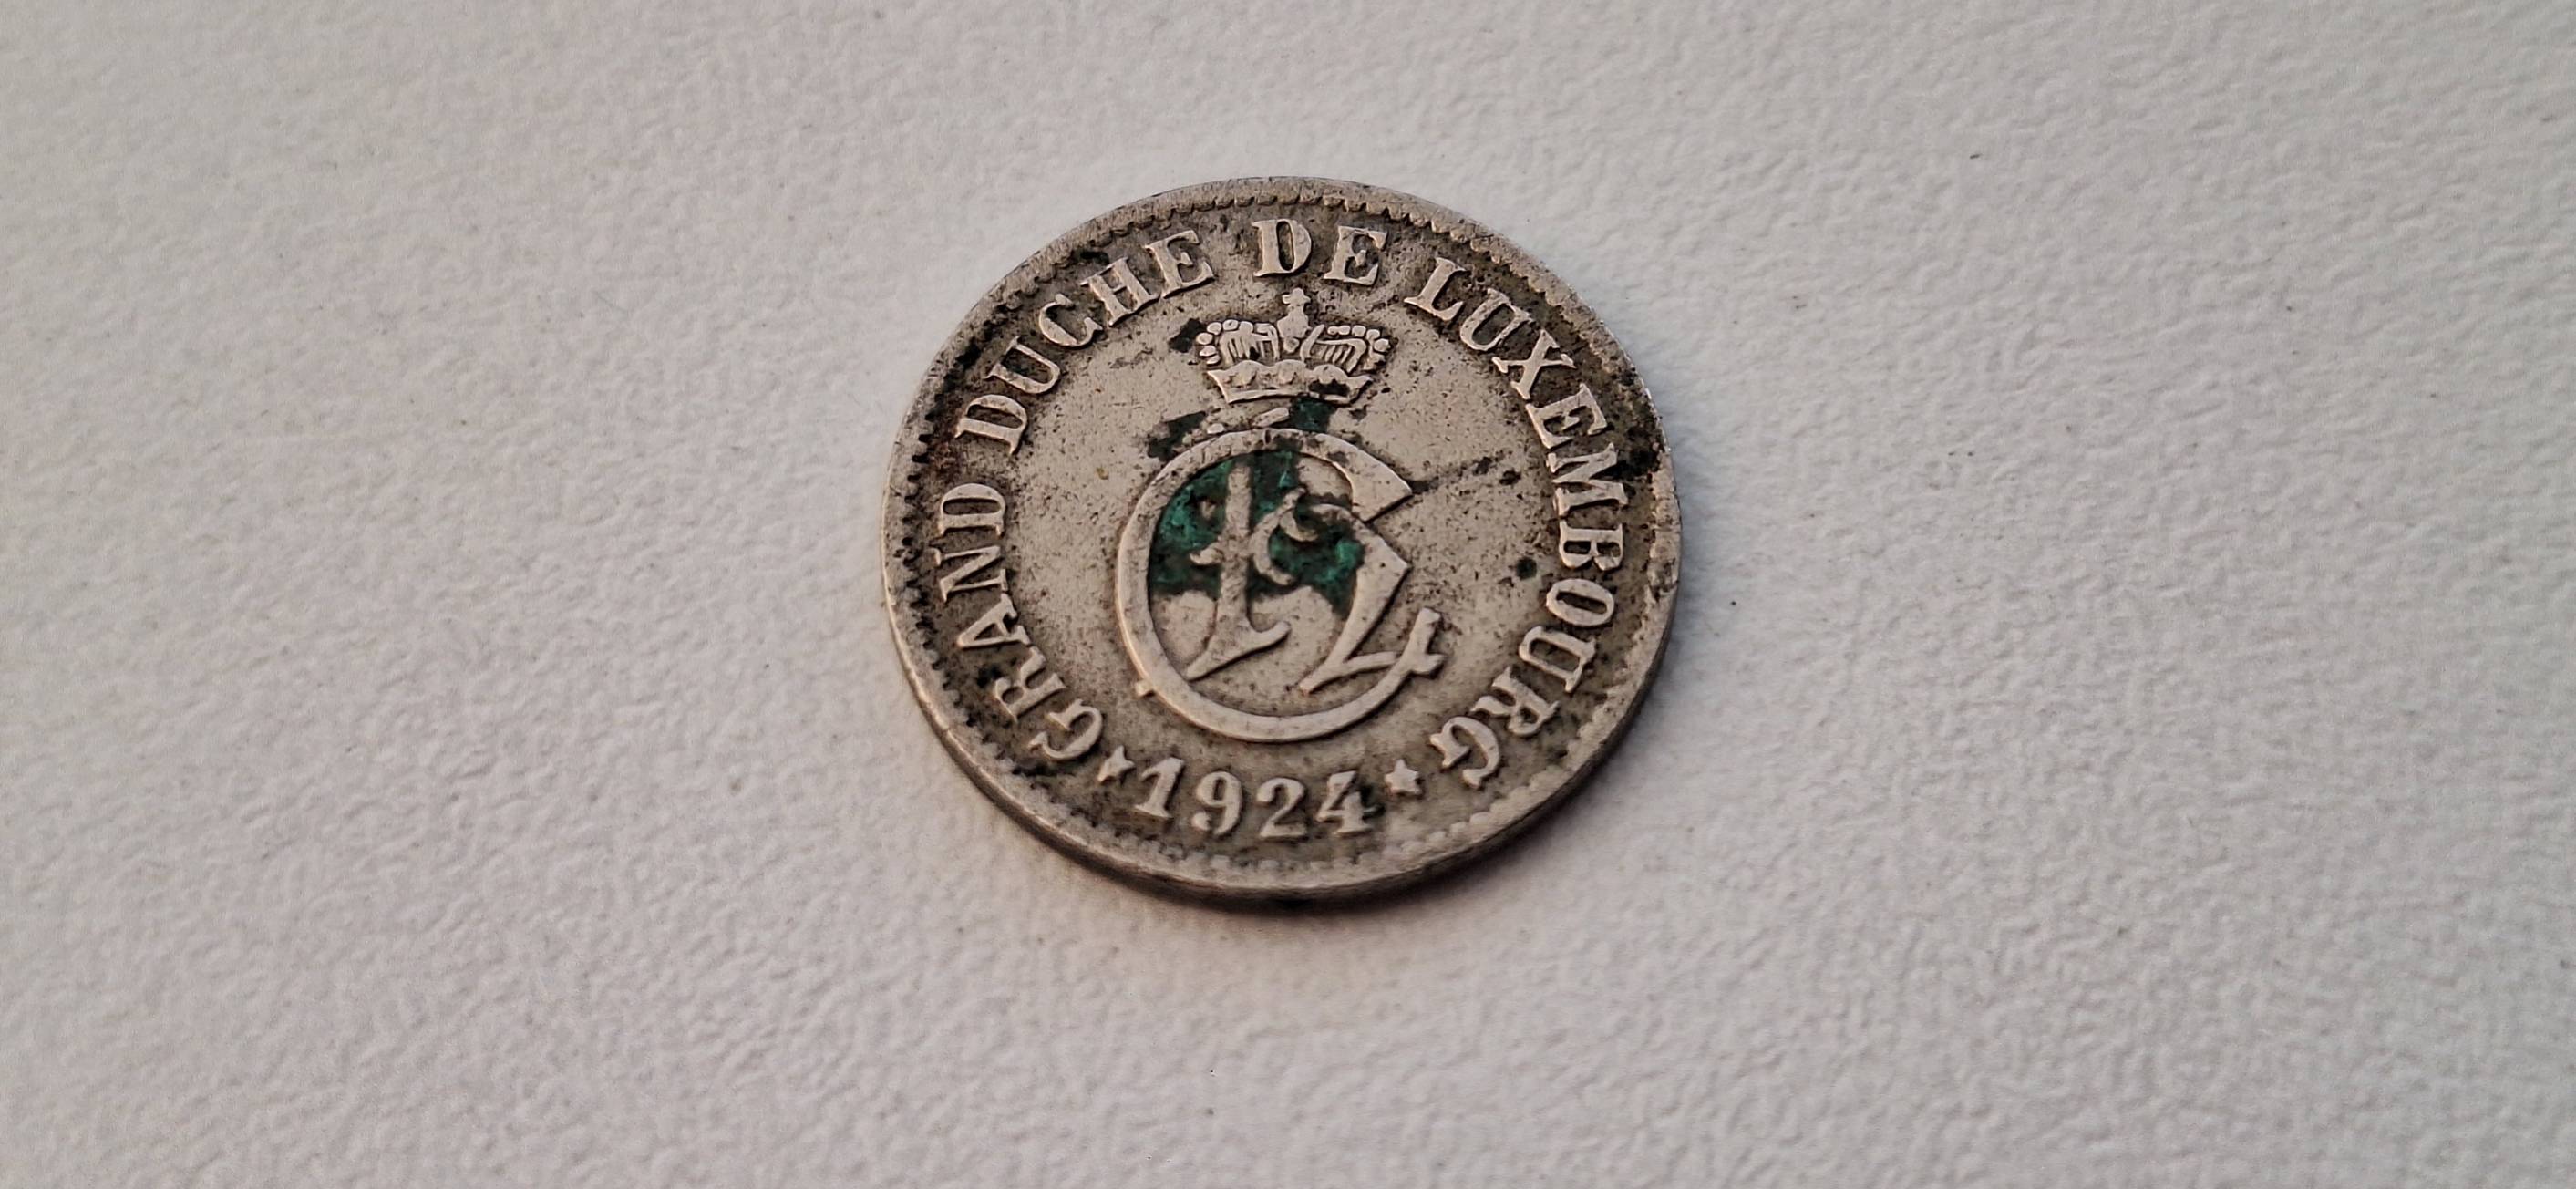 GRAND DUCHE DE LUXEMBOURG
★ 1924 ★